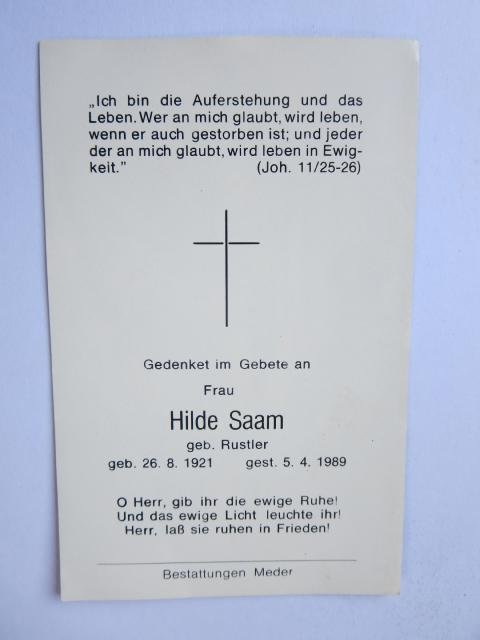 „Ich bin die Auferstehung und das
Leben. Wer an mich glaubt, wird leben,
wenn er auch gestorben ist; und jeder
der an mich glaubt, wird leben in Ewig-
keit." (Joh. 11/25-26)
Gedenket im Gebete an
Frau
Hilde Saam
geb. Rustler
geb. 26. 8. 1921 gest. 5. 4. 1989
O Herr, gib ihr die ewige Ruhe!
Und das ewige Licht leuchte ihr!
Herr, laß sie ruhen in Frieden!
Bestattungen Meder